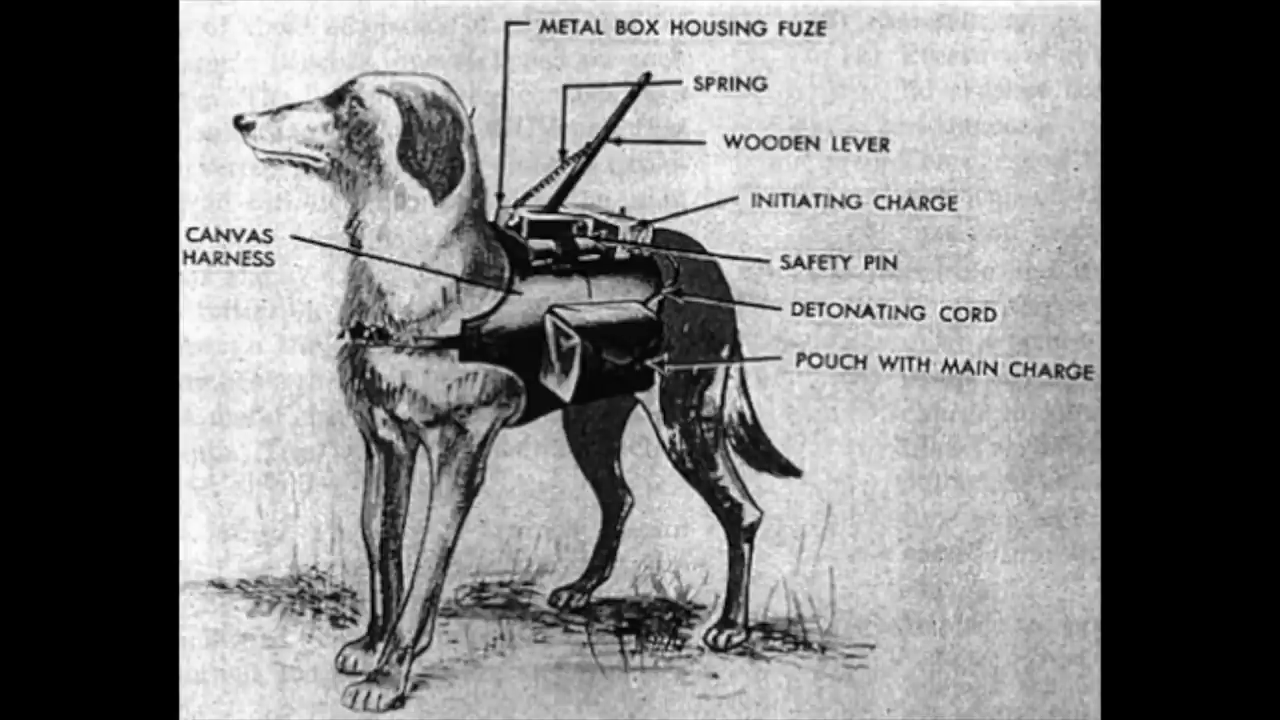 METAL BOX HOUSING FUZE
SPRING
WOODEN LEVER
INITIATING CHARGE
CANVAS
HARNESS
SAFETY PIN
DETONATING CORD
POUCH WITH MAIN CHARGE